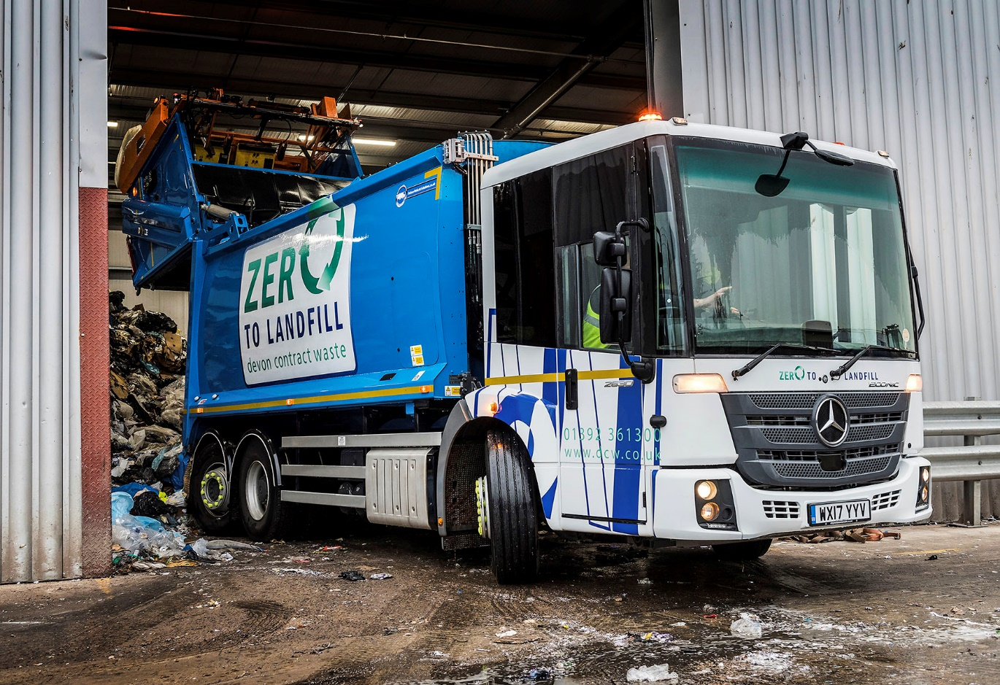 ZERO
TO LANDFILL
devon contract waste
2630
ZERO TO LANDFILL
ECONIC
01392 361300
www.dcw.co.uk
WX17 YYV